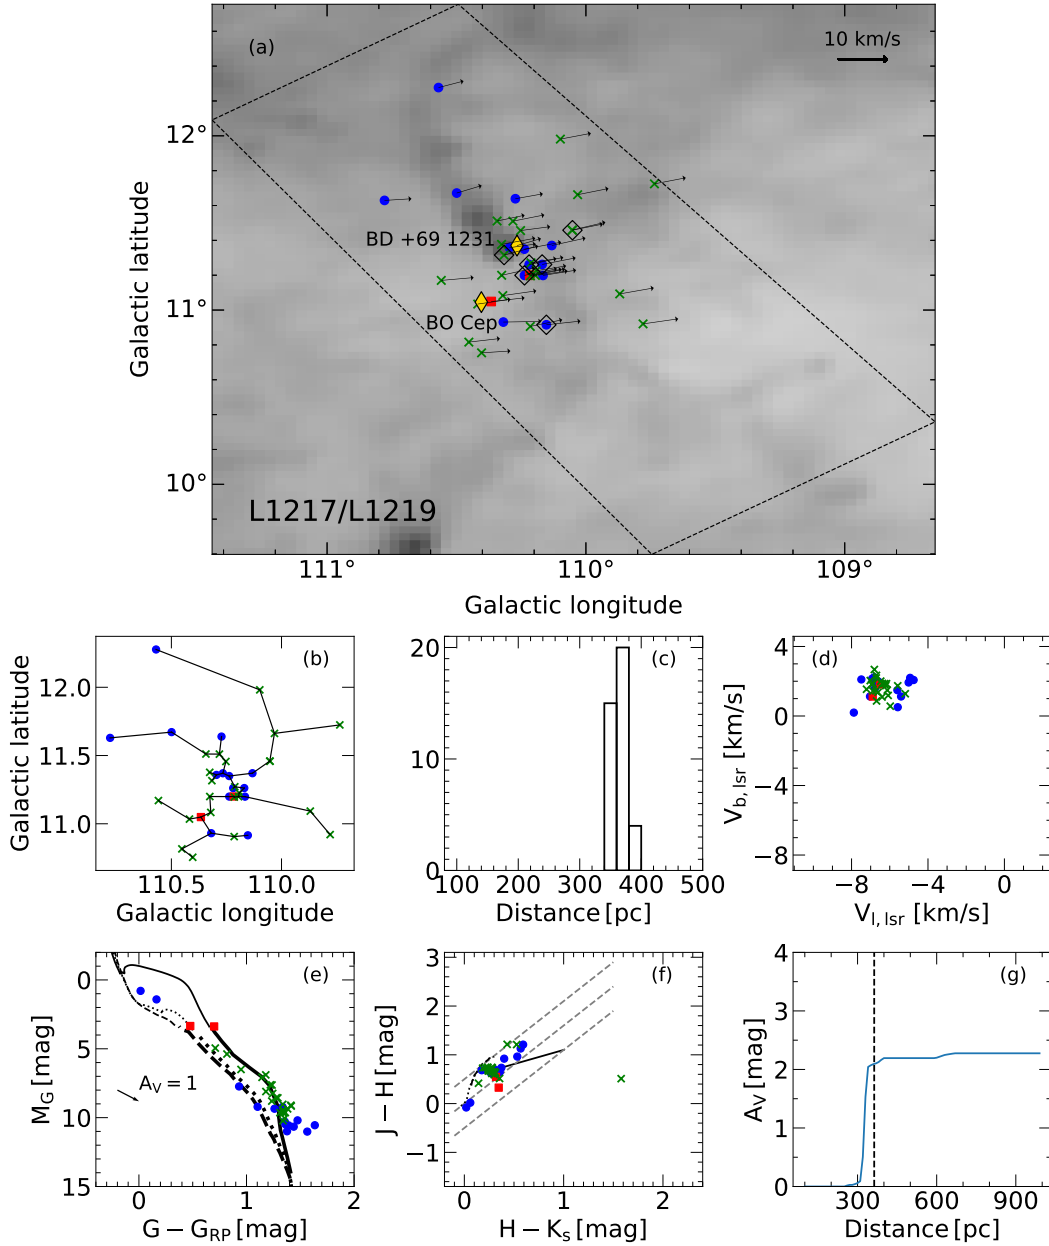 (a)
10 km/s
12°
11°
10°
Galactic latitude
BD +69 1231
BO Cep
L1217/L1219
111° 110° 109°
Galactic longitude
(b)
12.0
11.5
11.0
Galactic latitude
110.5 110.0
Galactic longitude
(c)
20
10
0
100 200 300 400 500
Distance [pc]
(d)
4
0
−4
−8
V_b, lsr [km/s]
−8 −4 0
V_l, lsr [km/s]
(e)
0
5
10
15
M_G [mag]
A_V = 1
0 1 2
G − G_RP [mag]
(f)
3
2
1
0
−1
J − H [mag]
0 1 2
H − K_s [mag]
(g)
4
2
0
A_V [mag]
300 600 900
Distance [pc]